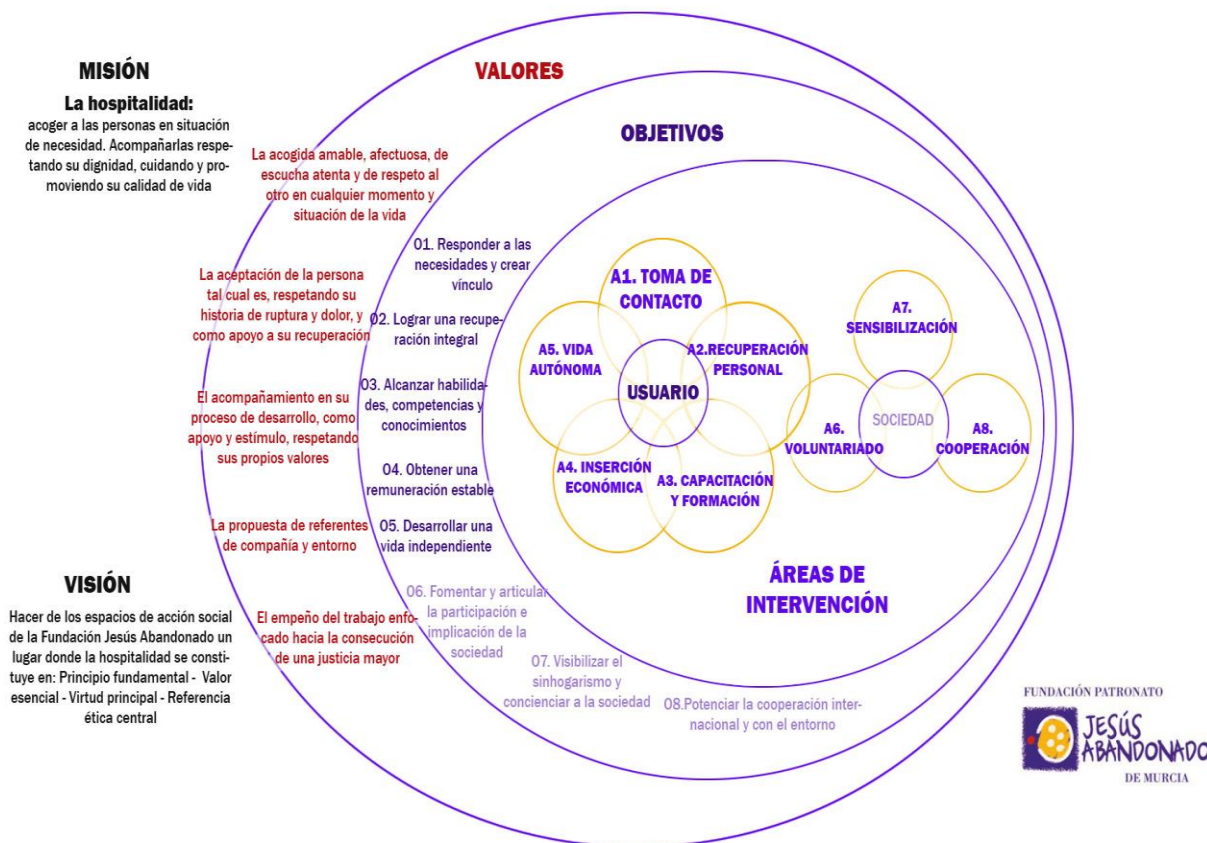 MISIÓN
La hospitalidad:
acoger a las personas en situación
de necesidad. Acompañarlas respe-
tando su dignidad, cuidando y pro-
moviendo su calidad de vida
VISIÓN
Hacer de los espacios de acción social
de la Fundación Jesús Abandonado un
lugar donde la hospitalidad se consti-
tuye en: Principio fundamental - Valor
esencial - Virtud principal - Referencia
ética central
VALORES
La acogida amable, afectuosa, de
escucha atenta y de respeto al
otro en cualquier momento y
situación de la vida
La aceptación de la persona
tal cual es, respetando su
historia de ruptura y dolor, y
como apoyo a su recuperación
El acompañamiento en su
proceso de desarrollo, como
apoyo y estímulo, respetando
sus propios valores
La propuesta de referentes
de compañía y entorno
El empeño del trabajo enfo-
cado hacia la consecución
de una justicia mayor
OBJETIVOS
O1. Responder a las
necesidades y crear
vínculo
O2. Lograr una recupe-
ración integral
O3. Alcanzar habilida-
des, competencias y
conocimientos
O4. Obtener una
remuneración estable
O5. Desarrollar una
vida independiente
O6. Fomentar y articular
la participación e
implicación de la
sociedad
O7. Visibilizar el
sinhogarismo y
concienciar a la sociedad
O8.Potenciar la cooperación inter-
nacional y con el entorno
A1. TOMA DE
CONTACTO
A5. VIDA
AUTÓNOMA
A2.RECUPERACIÓN
PERSONAL
USUARIO
A4. INSERCIÓN
ECONÓMICA
A3. CAPACITACIÓN
Y FORMACIÓN
A7.
SENSIBILIZACIÓN
A6.
VOLUNTARIADO
SOCIEDAD
A8.
COOPERACIÓN
ÁREAS DE
INTERVENCIÓN
FUNDACIÓN PATRONATO
JESÚS
ABANDONADO
DE MURCIA